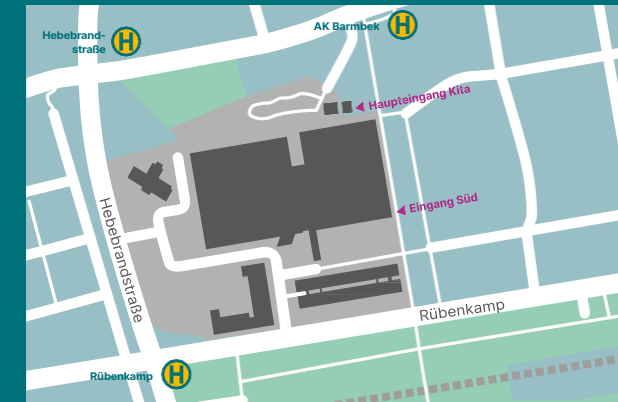 Hebebrand-
straße
H
AK Barmbek
H
Haupteingang Kita
Eingang Süd
Hebebrandstraße
Rübenkamp
Rübenkamp
H